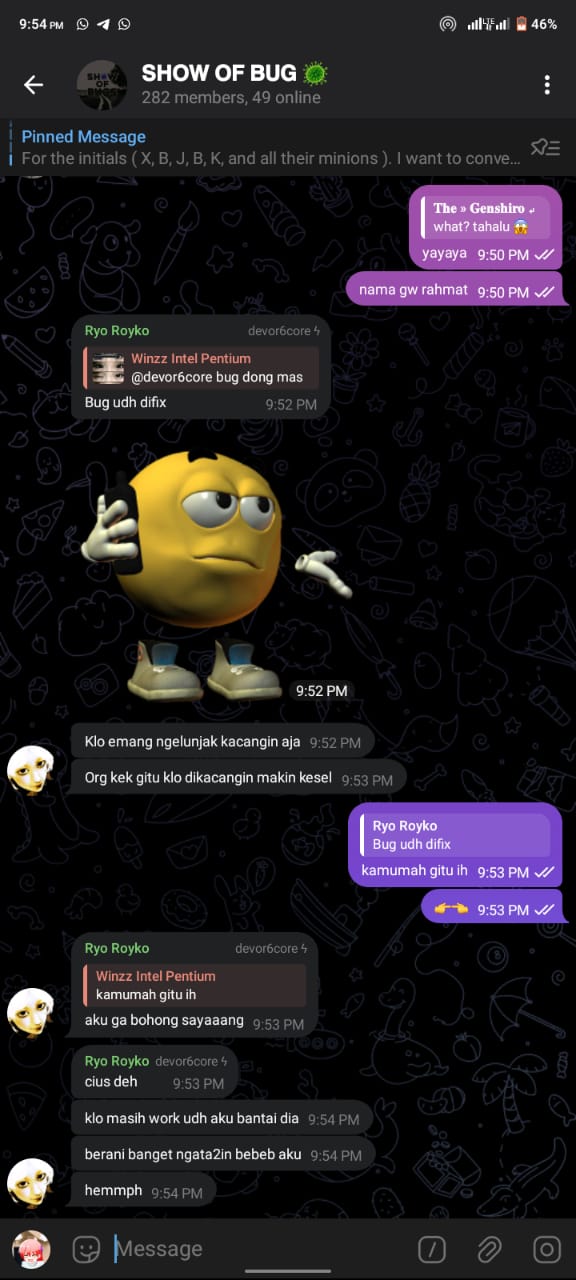 9:54 PM
LTE
46%
SHOW OF BUG 🦠
282 members, 49 online
SHOW
OF
BUGS
Pinned Message
For the initials ( X, B, J, B, K, and all their minions ). I want to conve...
The » Genshiro
what? tahalu 😱
yayaya 9:50 PM
nama gw rahmat 9:50 PM
Ryo Royko devor6core ϟ
Winzz Intel Pentium
@devor6core bug dong mas
Bug udh difix 9:52 PM
9:52 PM
Klo emang ngelunjak kacangin aja 9:52 PM
Org kek gitu klo dikacangin makin kesel 9:53 PM
Ryo Royko
Bug udh difix
kamumah gitu ih 9:53 PM
👉👈 9:53 PM
Ryo Royko devor6core ϟ
Winzz Intel Pentium
kamumah gitu ih
aku ga bohong sayaaang 9:53 PM
Ryo Royko devor6core ϟ
cius deh 9:53 PM
klo masih work udh aku bantai dia 9:54 PM
berani banget ngata2in bebeb aku 9:54 PM
hemmph 9:54 PM
Message